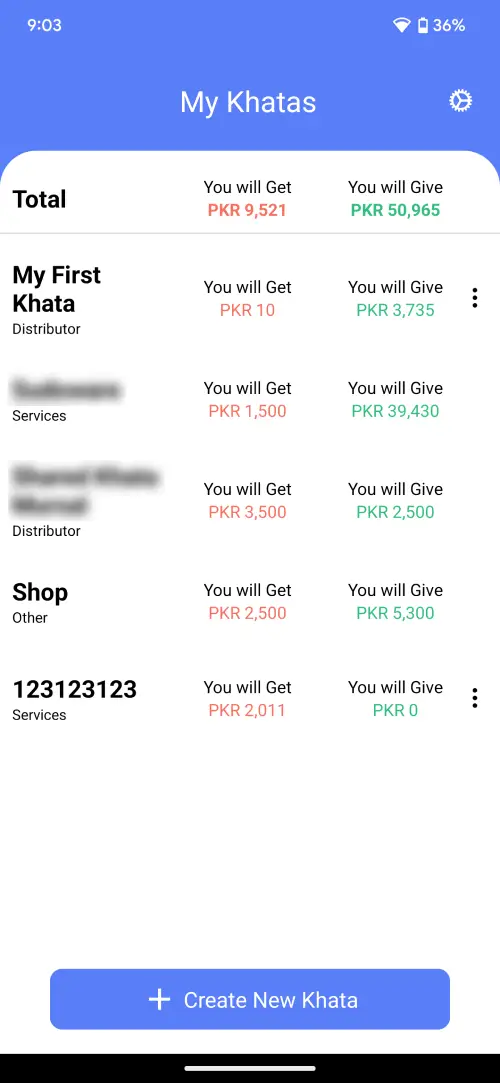 9:03
36%
My Khatas
Total
You will Get
You will Give
PKR 9,521
PKR 50,965
My First
Khata
Distributor
You will Get
You will Give
PKR 10
PKR 3,735
Services
You will Get
You will Give
PKR 1,500
PKR 39,430
Distributor
You will Get
You will Give
PKR 3,500
PKR 2,500
Shop
Other
You will Get
You will Give
PKR 2,500
PKR 5,300
123123123
Services
You will Get
You will Give
PKR 2,011
PKR 0
Create New Khata